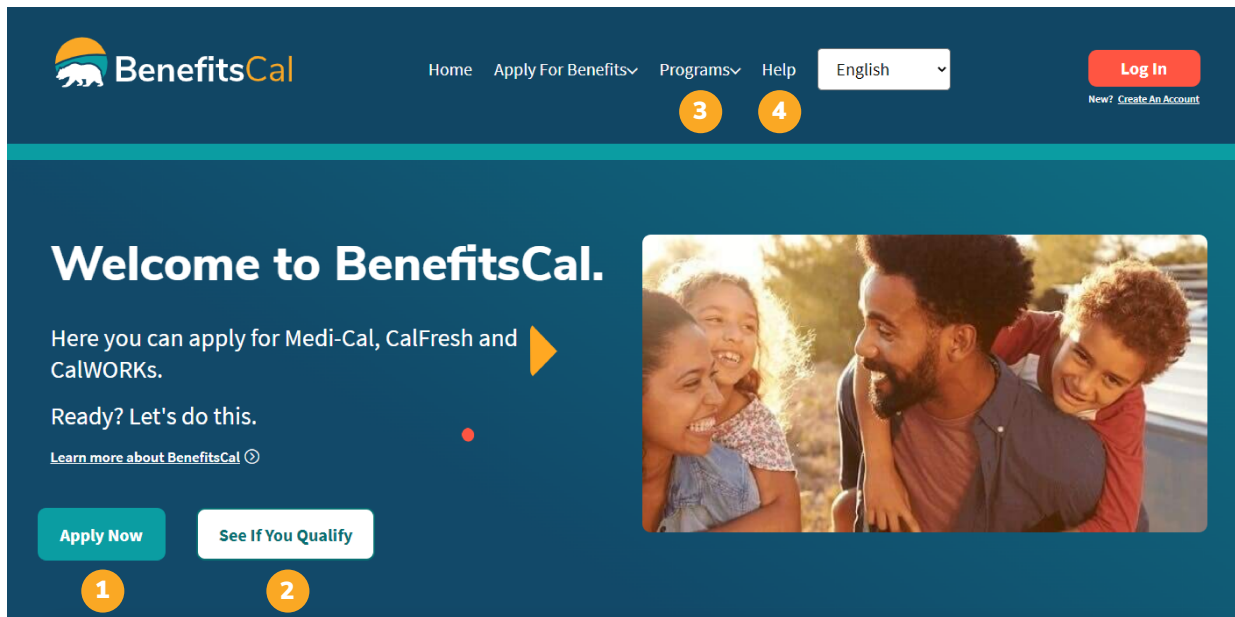 BenefitsCal
Home Apply For Benefits Programs Help English Log In
New? Create An Account
3 4
Welcome to BenefitsCal.
Here you can apply for Medi-Cal, CalFresh and
CalWORKs.
Ready? Let's do this.
Learn more about BenefitsCal
Apply Now See If You Qualify
1 2